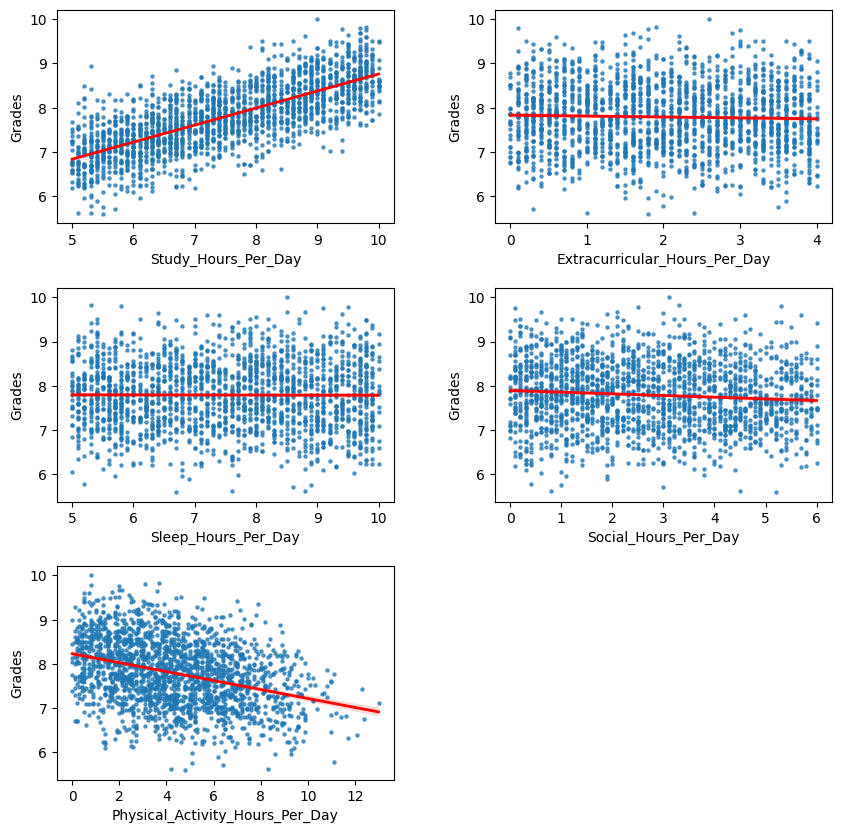 10
9
8
7
6
Grades
5 6 7 8 9 10
Study_Hours_Per_Day
10
9
8
7
6
Grades
0 1 2 3 4
Extracurricular_Hours_Per_Day
10
9
8
7
6
Grades
5 6 7 8 9 10
Sleep_Hours_Per_Day
10
9
8
7
6
Grades
0 1 2 3 4 5 6
Social_Hours_Per_Day
10
9
8
7
6
Grades
0 2 4 6 8 10 12
Physical_Activity_Hours_Per_Day